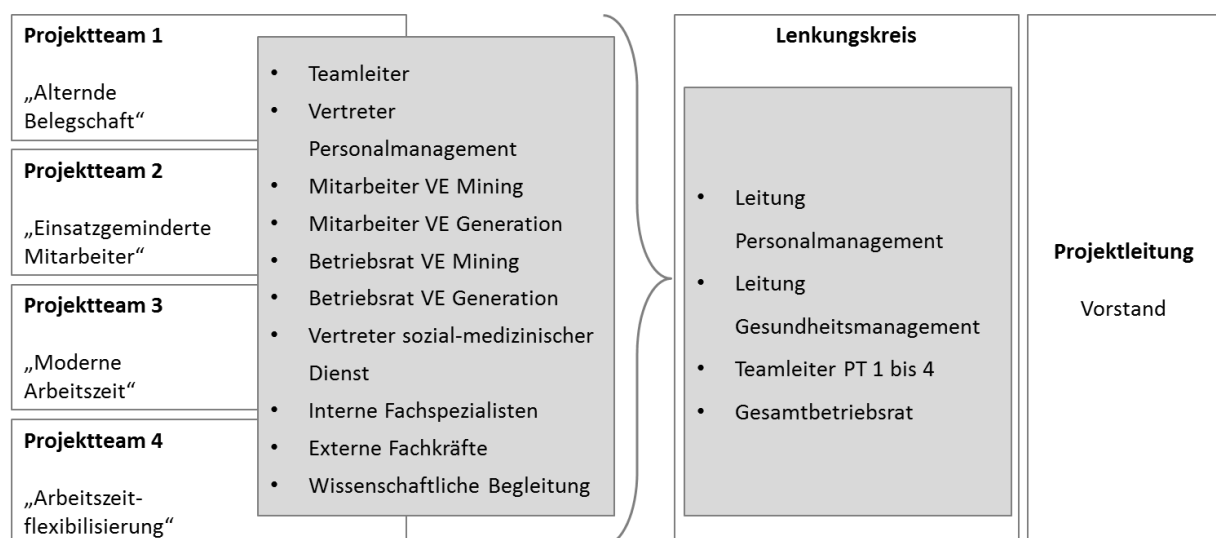 Projektteam 1
„Alternde
Belegschaft“
Projektteam 2
„Einsatzgeminderte
Mitarbeiter“
Projektteam 3
„Moderne
Arbeitszeit“
Projektteam 4
„Arbeitszeit-
flexibilisierung“
• Teamleiter
• Vertreter
Personalmanagement
• Mitarbeiter VE Mining
• Mitarbeiter VE Generation
• Betriebsrat VE Mining
• Betriebsrat VE Generation
• Vertreter sozial-medizinischer
Dienst
• Interne Fachspezialisten
• Externe Fachkräfte
• Wissenschaftliche Begleitung
Lenkungskreis
• Leitung
Personalmanagement
• Leitung
Gesundheitsmanagement
• Teamleiter PT 1 bis 4
• Gesamtbetriebsrat
Projektleitung
Vorstand